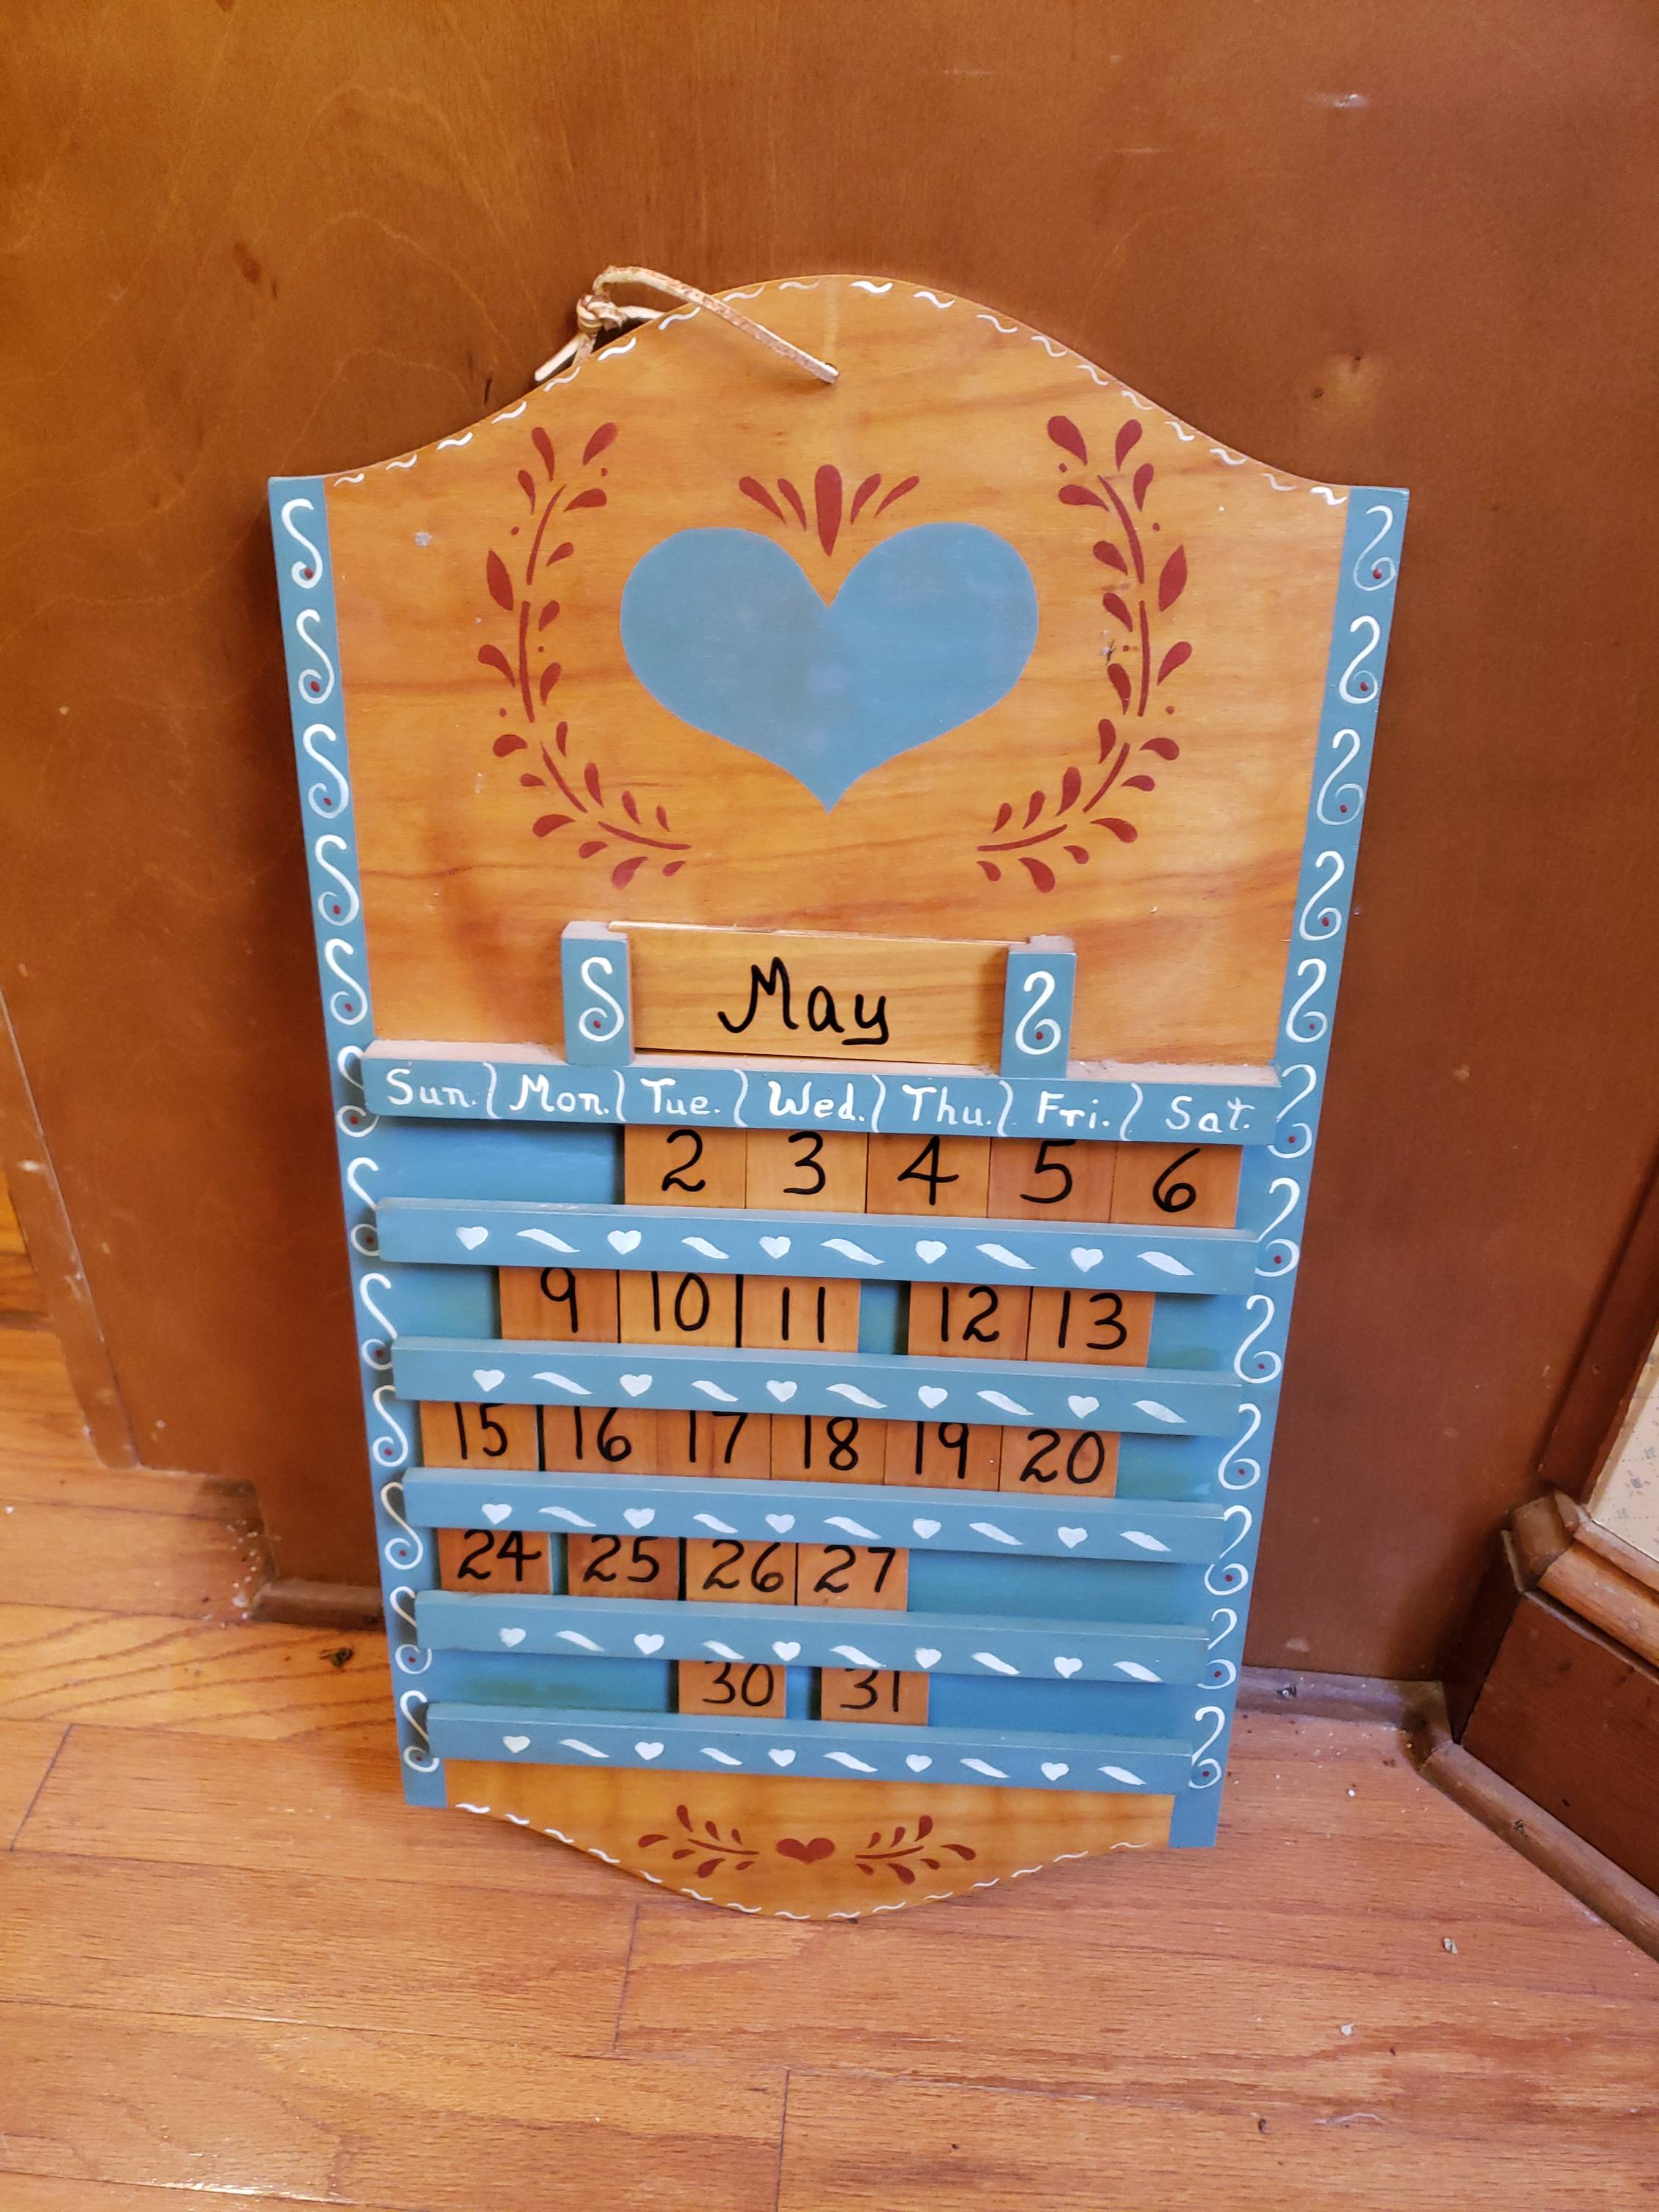 May
Sun. Mon. Tue. Wed. Thu. Fri. Sat.
2 3 4 5 6
9 10 11 12 13
15 16 17 18 19 20
24 25 26 27
30 31